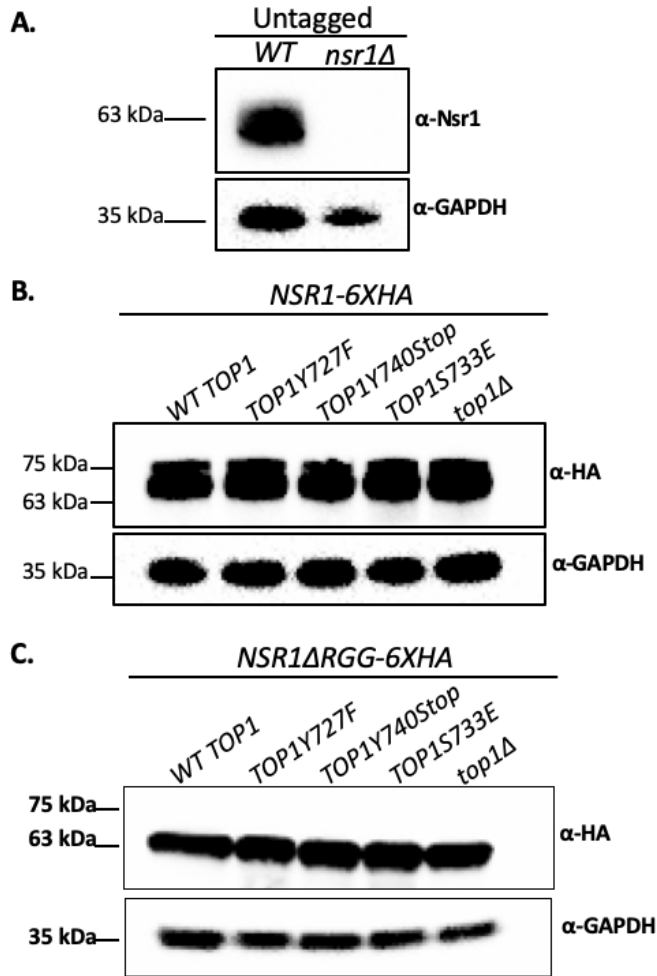 A.
Untagged
WT nsr1Δ
63 kDa
α-Nsr1
35 kDa
α-GAPDH
B.
NSR1-6XHA
WT TOP1 TOP1Y727F TOP1Y740Stop TOP1S733E top1Δ
75 kDa
α-HA
63 kDa
35 kDa
α-GAPDH
C.
NSR1ΔRGG-6XHA
WT TOP1 TOP1Y727F TOP1Y740Stop TOP1S733E top1Δ
75 kDa
63 kDa
α-HA
35 kDa
α-GAPDH